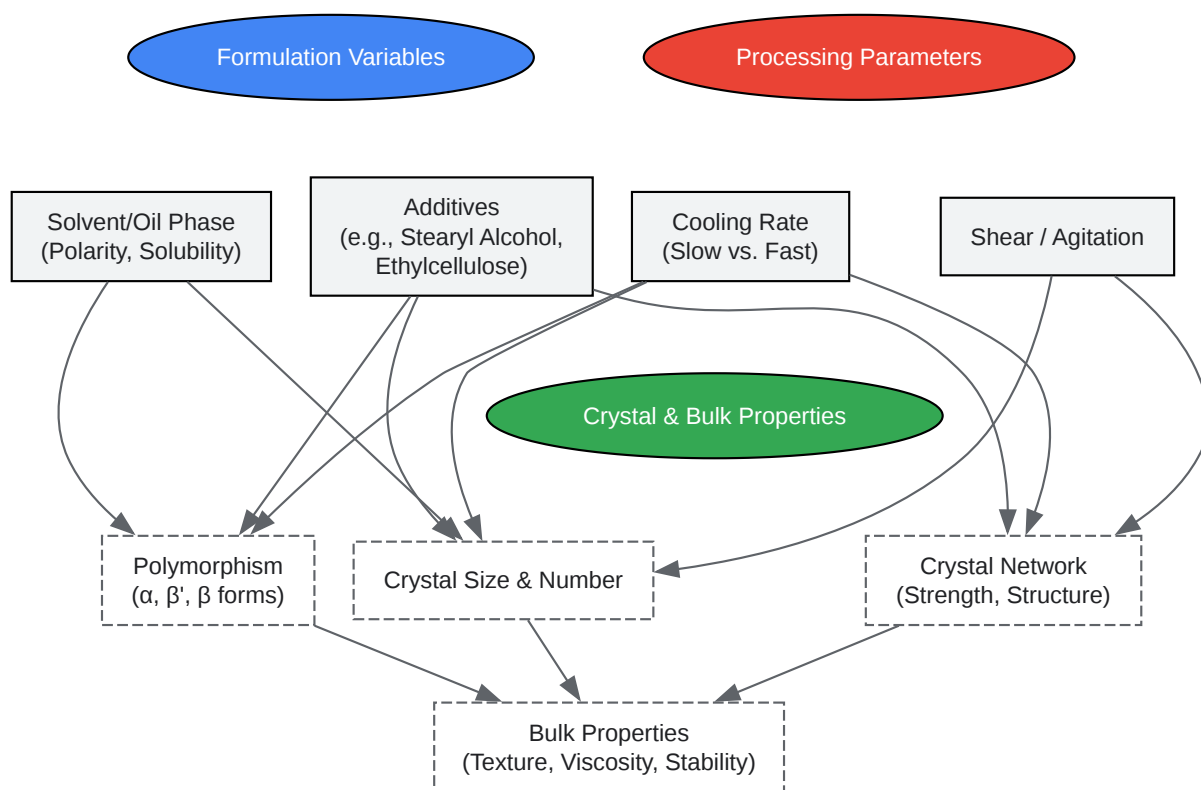 Formulation Variables
Processing Parameters
Solvent/Oil Phase
(Polarity, Solubility)
Additives
(e.g., Stearyl Alcohol,
Ethylcellulose)
Cooling Rate
(Slow vs. Fast)
Shear / Agitation
Crystal & Bulk Properties
Polymorphism
(α, β', β forms)
Crystal Size & Number
Crystal Network
(Strength, Structure)
Bulk Properties
(Texture, Viscosity, Stability)